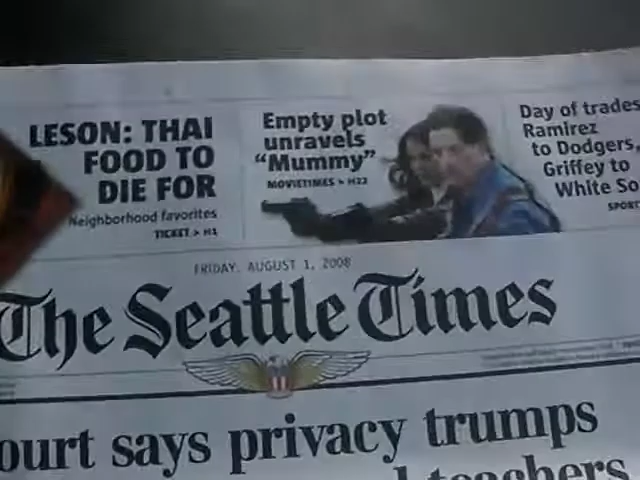 LESON: THAI
FOOD TO
DIE FOR
Neighborhood favorites
TICKET > H1
Empty plot
unravels
“Mummy”
MOVIETIMES > H22
Day of trades
Ramirez
to Dodgers,
Griffey to
White So
SPORT
FRIDAY, AUGUST 1, 2008
The Seattle Times
ourt says privacy trumps
teachers